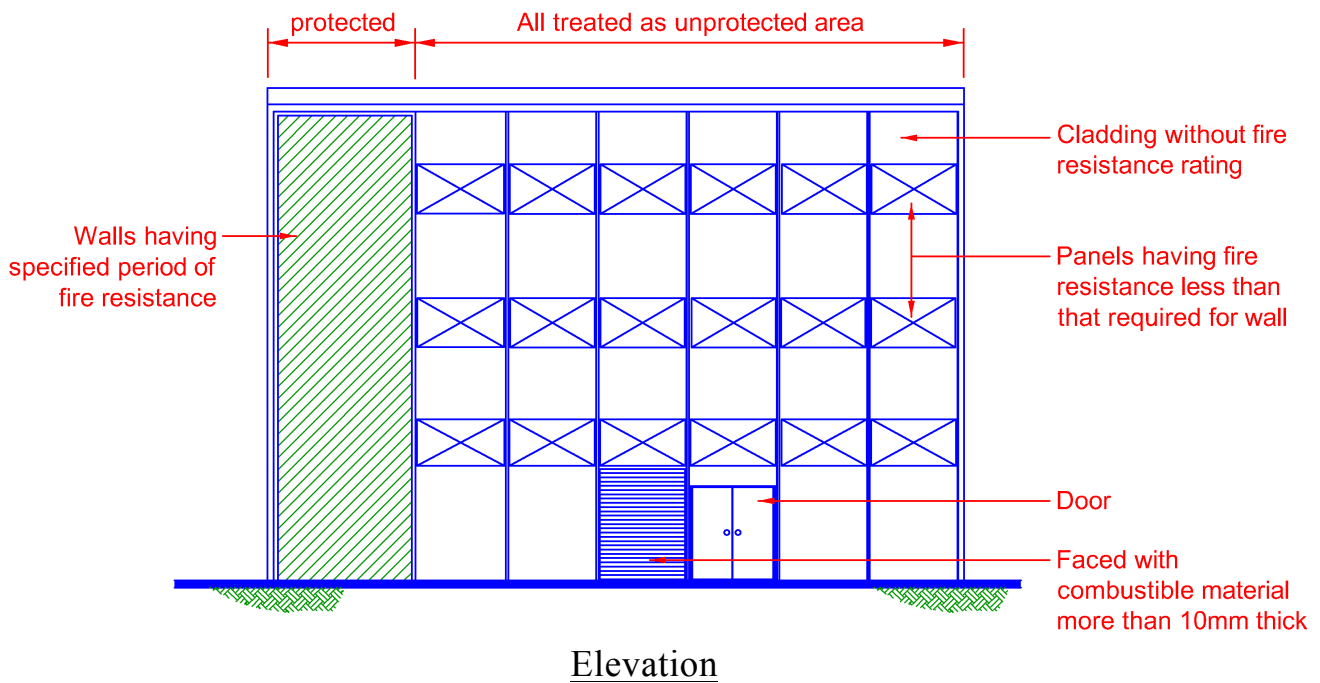 protected
All treated as unprotected area
Cladding without fire
resistance rating
Walls having
specified period of
fire resistance
Panels having fire
resistance less than
that required for wall
Door
Faced with
combustible material
more than 10mm thick
Elevation